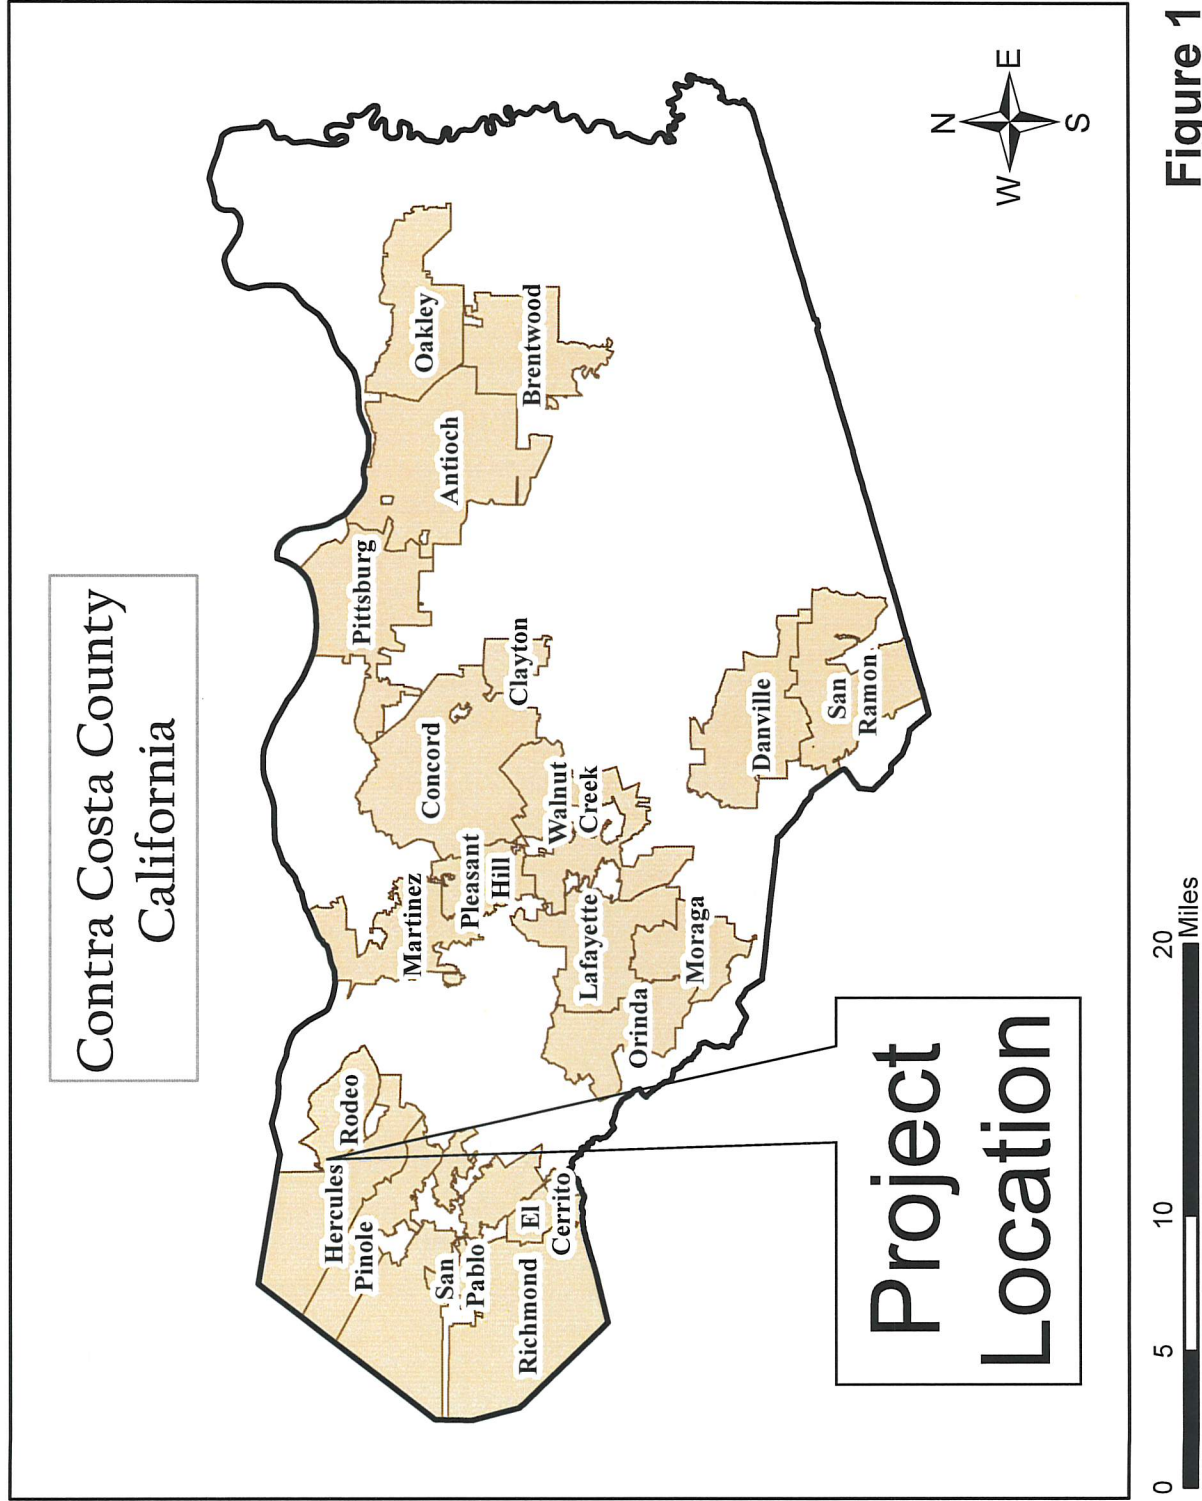 Contra Costa County
California
Hercules
Rodeo
Pinole
San
Pablo
El
Cerrito
Richmond
Martinez
Pleasant
Hill
Concord
Clayton
Walnut
Creek
Lafayette
Orinda
Moraga
Pittsburg
Antioch
Oakley
Brentwood
Danville
San
Ramon
Project
Location
N
W
E
S
0
5
10
20
Miles
Figure 1